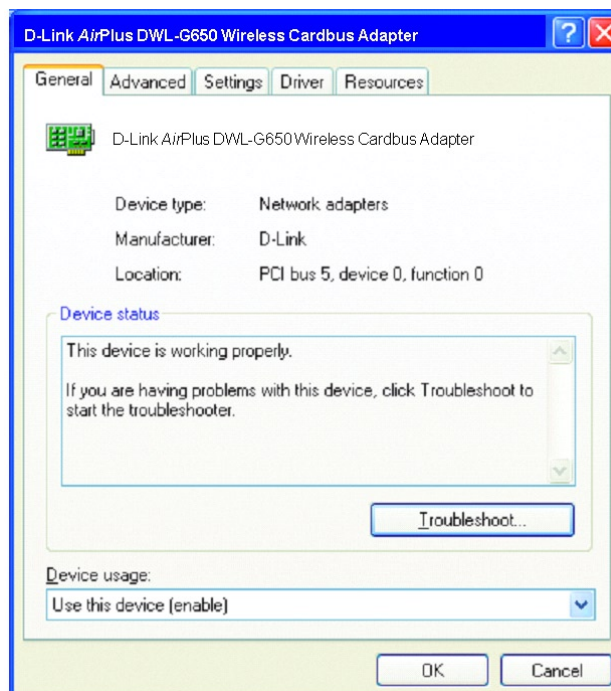 D-Link AirPlus DWL-G650 Wireless Cardbus Adapter
General Advanced Settings Driver Resources
D-Link AirPlus DWL-G650 Wireless Cardbus Adapter
Device type: Network adapters
Manufacturer: D-Link
Location: PCI bus 5, device 0, function 0
Device status
This device is working properly.
If you are having problems with this device, click Troubleshoot to
start the troubleshooter.
Troubleshoot...
Device usage:
Use this device (enable)
OK Cancel